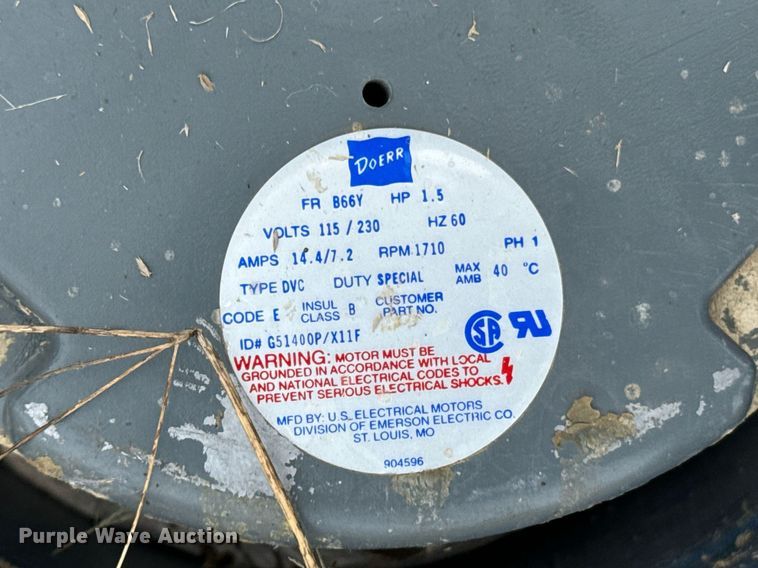 DOERR
FR B66Y HP 1.5
VOLTS 115 / 230 HZ 60
AMPS 14.4/7.2 RPM 1710 PH 1
TYPE DVC DUTY SPECIAL MAX AMB 40 °C
CODE E INSUL CLASS B CUSTOMER PART NO.
ID# G51400P/X11F
WARNING: MOTOR MUST BE
GROUNDED IN ACCORDANCE WITH LOCAL
AND NATIONAL ELECTRICAL CODES TO
PREVENT SERIOUS ELECTRICAL SHOCKS.
MFD BY: U.S. ELECTRICAL MOTORS
DIVISION OF EMERSON ELECTRIC CO.
ST. LOUIS, MO
904596
Purple Wave Auction